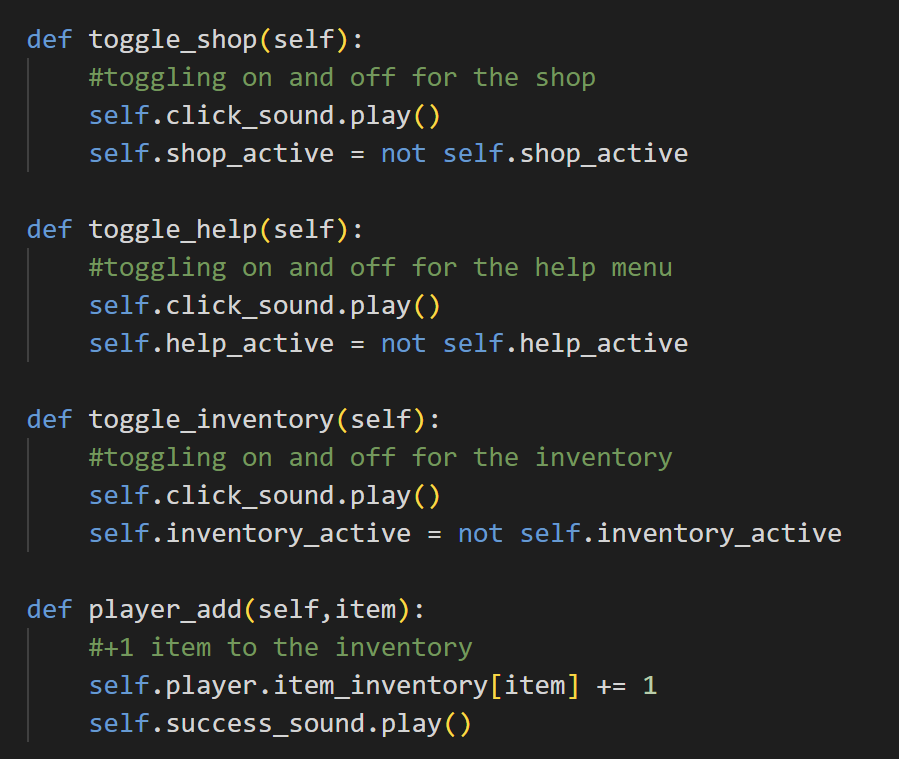 def toggle_shop(self):
    #toggling on and off for the shop
    self.click_sound.play()
    self.shop_active = not self.shop_active

def toggle_help(self):
    #toggling on and off for the help menu
    self.click_sound.play()
    self.help_active = not self.help_active

def toggle_inventory(self):
    #toggling on and off for the inventory
    self.click_sound.play()
    self.inventory_active = not self.inventory_active

def player_add(self,item):
    #+1 item to the inventory
    self.player.item_inventory[item] += 1
    self.success_sound.play()